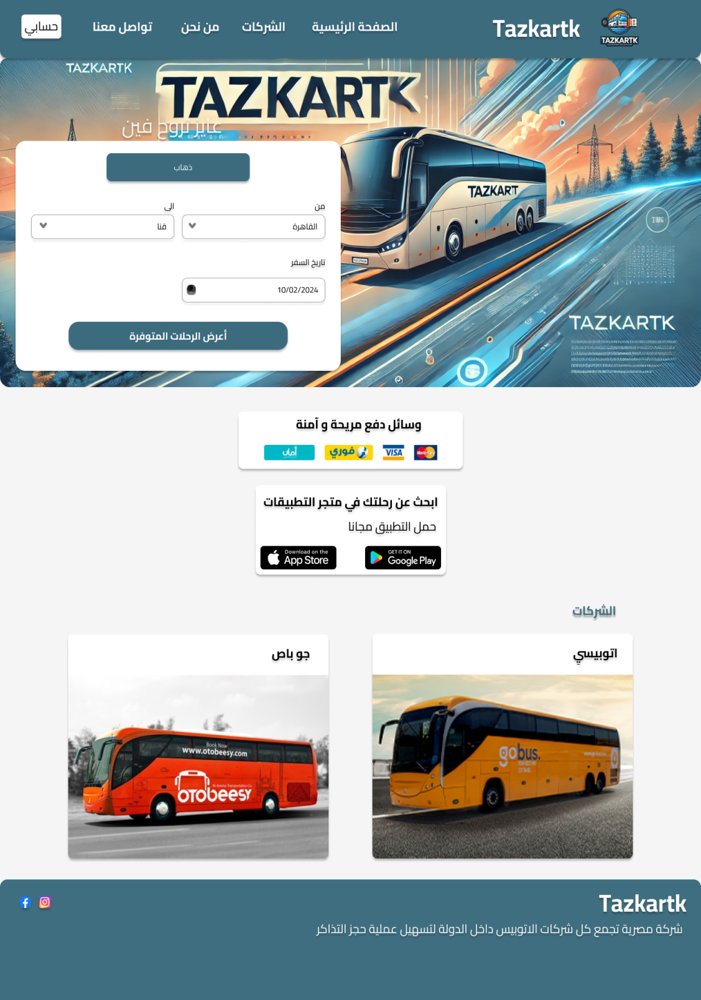 TAZKARTK
Tazkartk
الصفحة الرئيسية
الشركات
من نحن
تواصل معنا
حسابي
TAZKARTK
TAZKARTK
عايز تروح فين
ذهاب
من
الى
القاهرة
قنا
تاريخ السفر
10/02/2024
أعرض الرحلات المتوفرة
TAZKARTK
وسائل دفع مريحة و آمنة
MasterCard
VISA
فوري
أمان
ابحث عن رحلتك في متجر التطبيقات
حمل التطبيق مجانا
GET IT ON
Google Play
Download on the
App Store
الشركات
اتوبيسي
جو باص
gobus.
Book Now
www.otobeesy.com
Al-Azema Transportation Co.
OTObeesy
Tazkartk
شركة مصرية تجمع كل شركات الاتوبيس داخل الدولة لتسهيل عملية حجز التذاكر